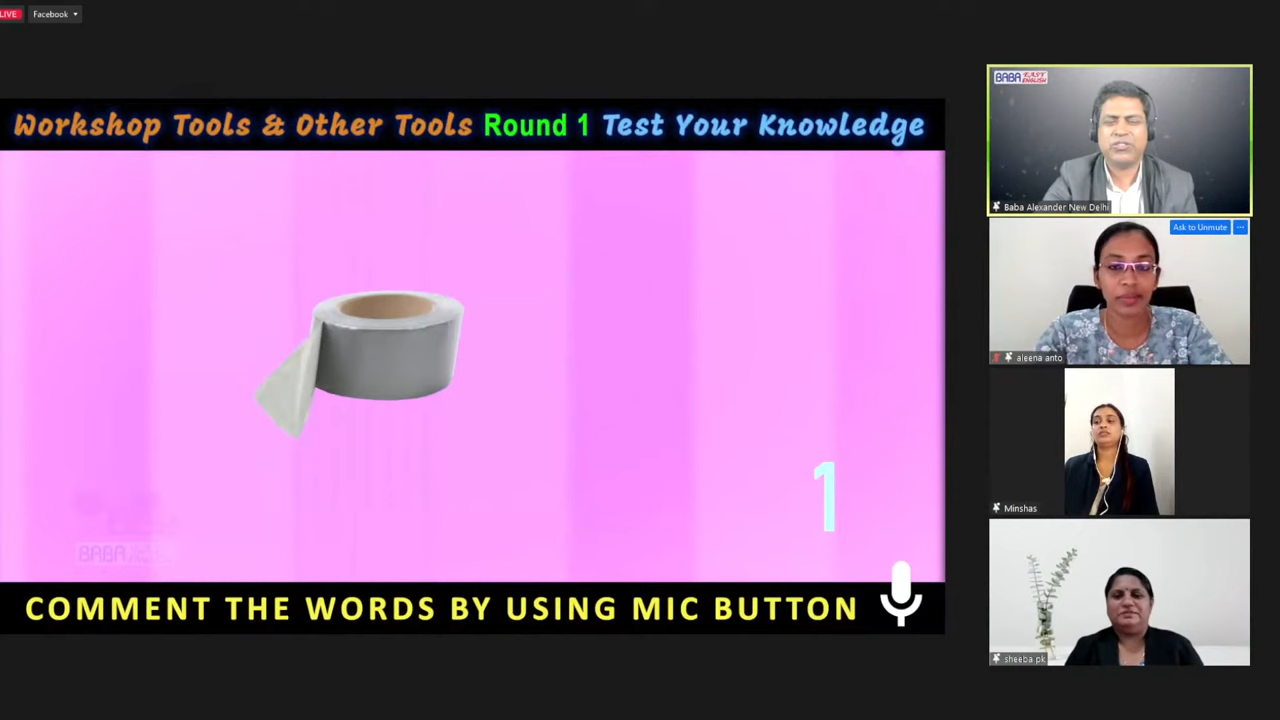 LIVE
Facebook
Workshop Tools & Other Tools Round 1 Test Your Knowledge
BABA EASY ENGLISH
Baba Alexander New Delhi
Ask to Unmute
aleena anto
1
Minshas
BABA
COMMENT THE WORDS BY USING MIC BUTTON
sheeba pk